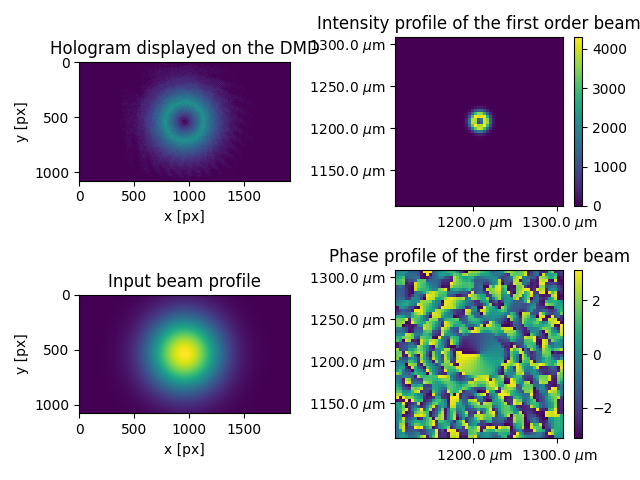 Hologram displayed on the DMD
0
500
1000
y [px]
0 500 1000 1500
x [px]
Intensity profile of the first order beam
1300.0 μm
1250.0 μm
1200.0 μm
1150.0 μm
1200.0 μm 1300.0 μm
4000
3000
2000
1000
0
Input beam profile
0
500
1000
y [px]
0 500 1000 1500
x [px]
Phase profile of the first order beam
1300.0 μm
1250.0 μm
1200.0 μm
1150.0 μm
1200.0 μm 1300.0 μm
2
0
−2